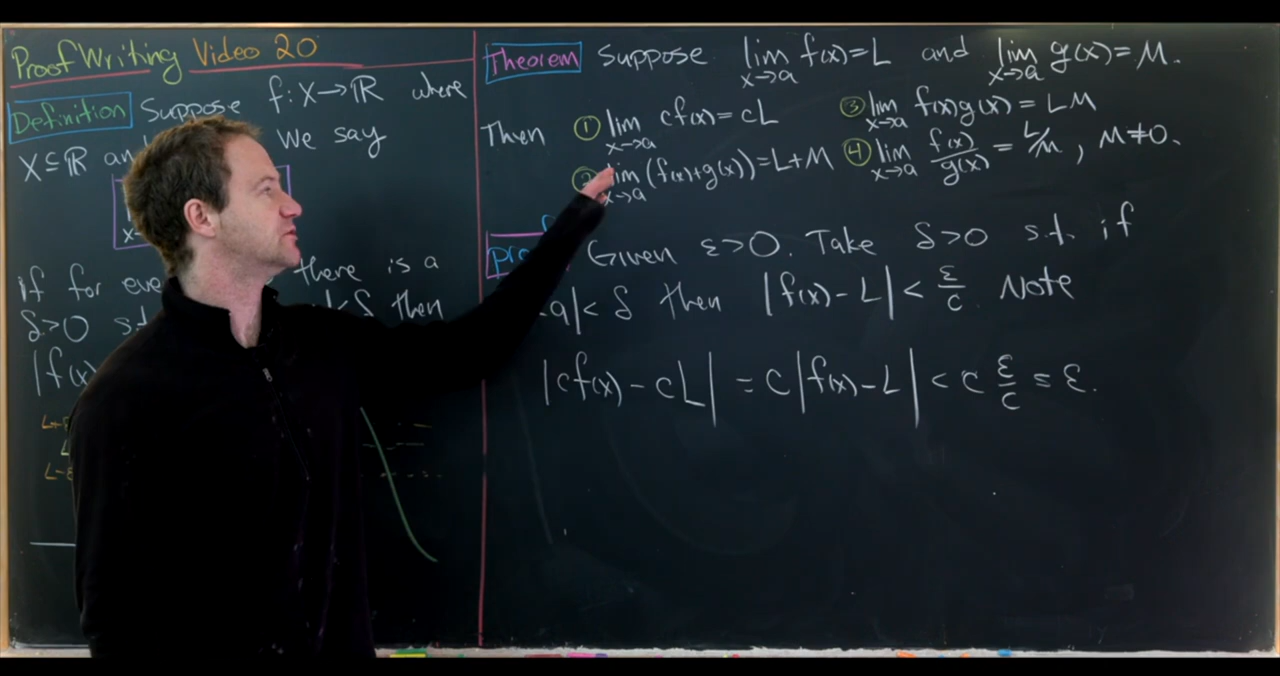 Proof Writing Video 20
Definition Suppose f: X→ℝ where
X⊆ℝ an We say
x
if for eve there is a
δ>0 s <δ then
|f(x)
L+
L
L-ε
Theorem Suppose lim x→a f(x)=L and lim x→a g(x)=M.
Then ① lim x→a cf(x)=cL
② lim x→a (f(x)+g(x))=L+M
③ lim x→a f(x)g(x)=LM
④ lim x→a f(x)/g(x)=L/M, M≠0.
pro Given ε>0. Take δ>0 s.t. if
-a|<δ then |f(x)-L|<ε/c. Note
|cf(x)-cL| = c|f(x)-L| < c ε/c = ε.